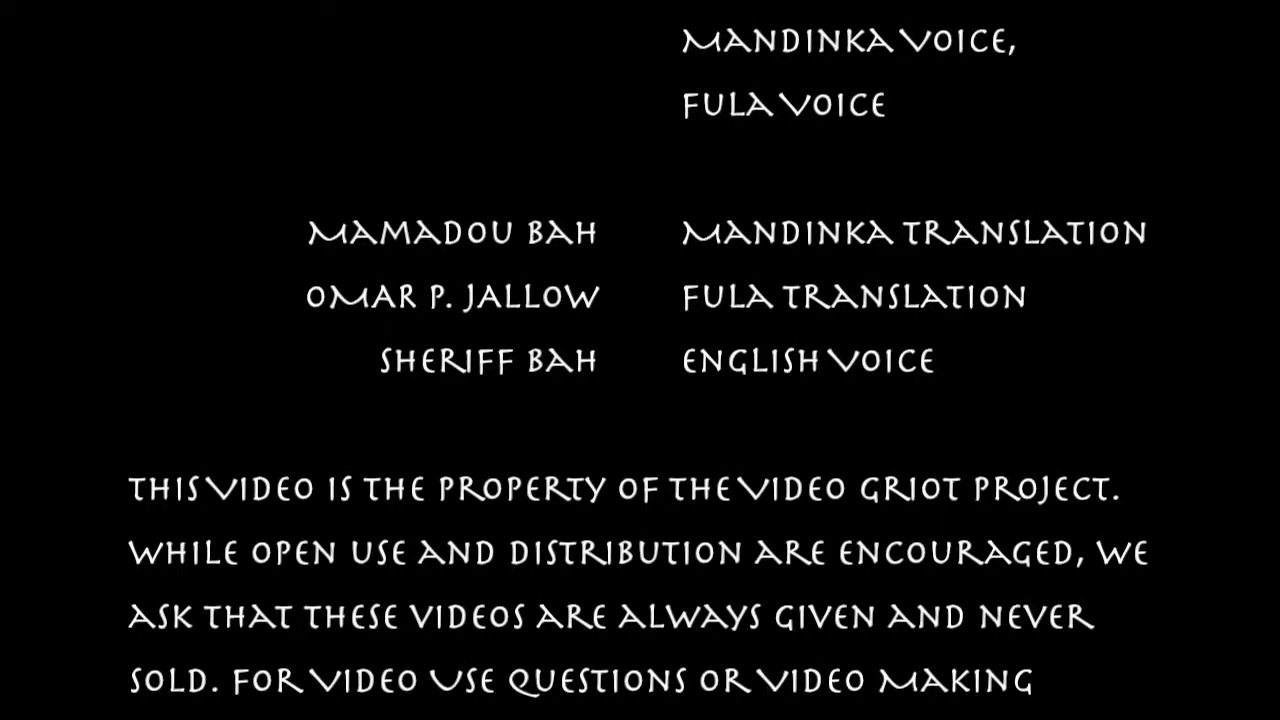 MANDINKA VOICE,
FULA VOICE
MAMADOU BAH MANDINKA TRANSLATION
OMAR P. JALLOW FULA TRANSLATION
SHERIFF BAH ENGLISH VOICE
THIS VIDEO IS THE PROPERTY OF THE VIDEO GRIOT PROJECT.
WHILE OPEN USE AND DISTRIBUTION ARE ENCOURAGED, WE
ASK THAT THESE VIDEOS ARE ALWAYS GIVEN AND NEVER
SOLD. FOR VIDEO USE QUESTIONS OR VIDEO MAKING